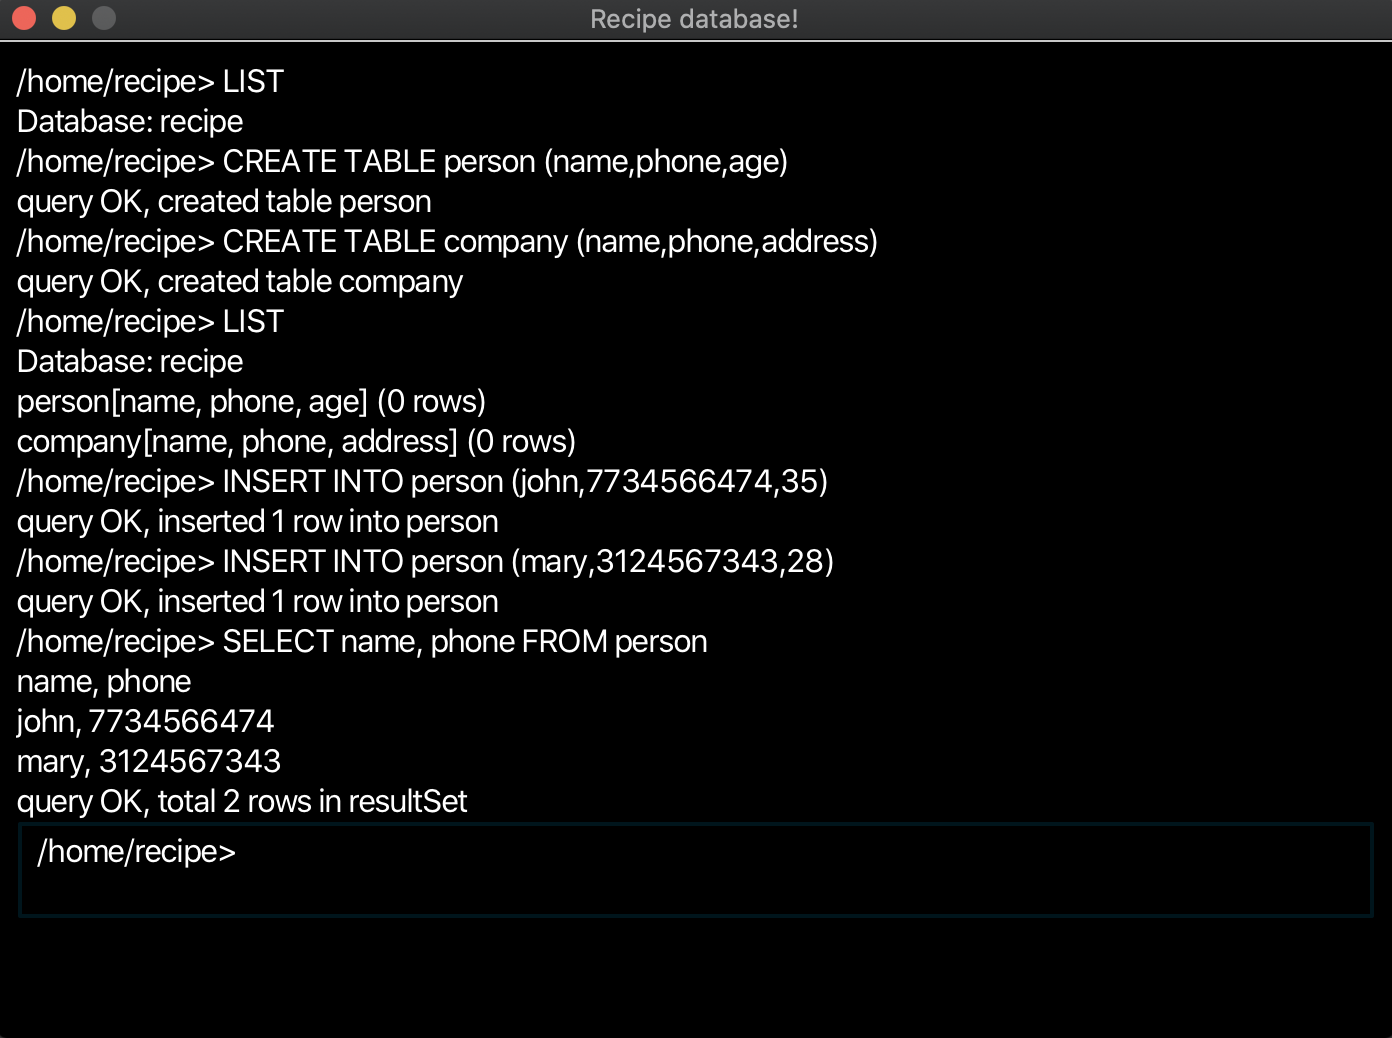 Recipe database!
/home/recipe> LIST
Database: recipe
/home/recipe> CREATE TABLE person (name,phone,age)
query OK, created table person
/home/recipe> CREATE TABLE company (name,phone,address)
query OK, created table company
/home/recipe> LIST
Database: recipe
person[name, phone, age] (0 rows)
company[name, phone, address] (0 rows)
/home/recipe> INSERT INTO person (john,7734566474,35)
query OK, inserted 1 row into person
/home/recipe> INSERT INTO person (mary,3124567343,28)
query OK, inserted 1 row into person
/home/recipe> SELECT name, phone FROM person
name, phone
john, 7734566474
mary, 3124567343
query OK, total 2 rows in resultSet
/home/recipe>